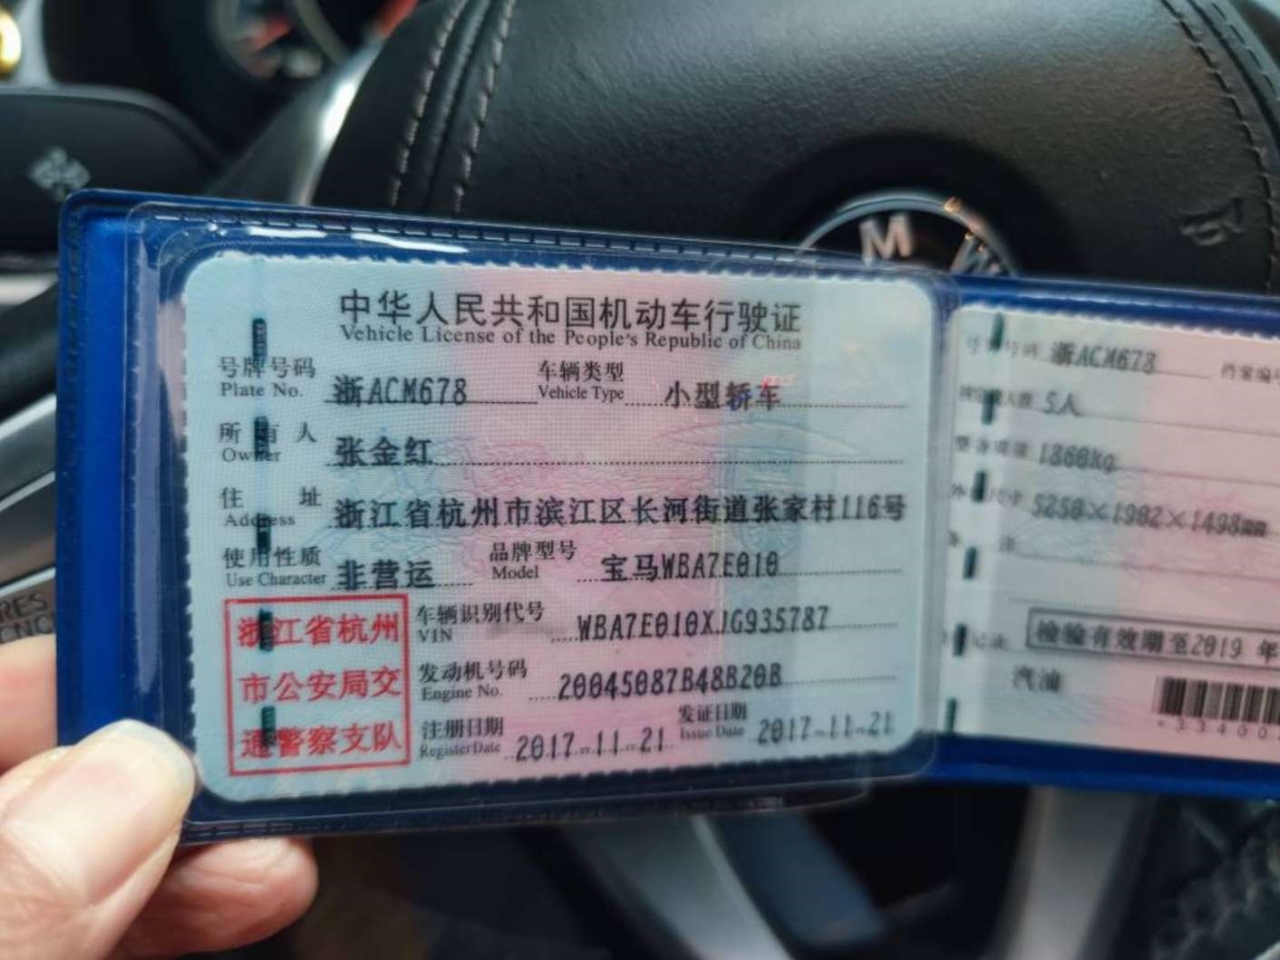 中华人民共和国机动车行驶证
Vehicle License of the People's Republic of China
号牌号码 浙ACM678 车辆类型 小型轿车
Plate No. Vehicle Type
所有人 张金红
Owner
住址 浙江省杭州市滨江区长河街道张家村116号
Address
使用性质 非营运 品牌型号 宝马WBA7E010
Use Character Model
浙江省杭州
市公安局交
通警察支队
车辆识别代号 WBA7E010XJG935787
VIN
发动机号码 20045087B48B20B
Engine No.
注册日期 2017-11-21 发证日期 2017-11-21
Register Date Issue Date
号牌号码 浙ACM678 档案编号
5人
1860kg
5250×1902×1498mm
检验有效期至2019 年
汽油